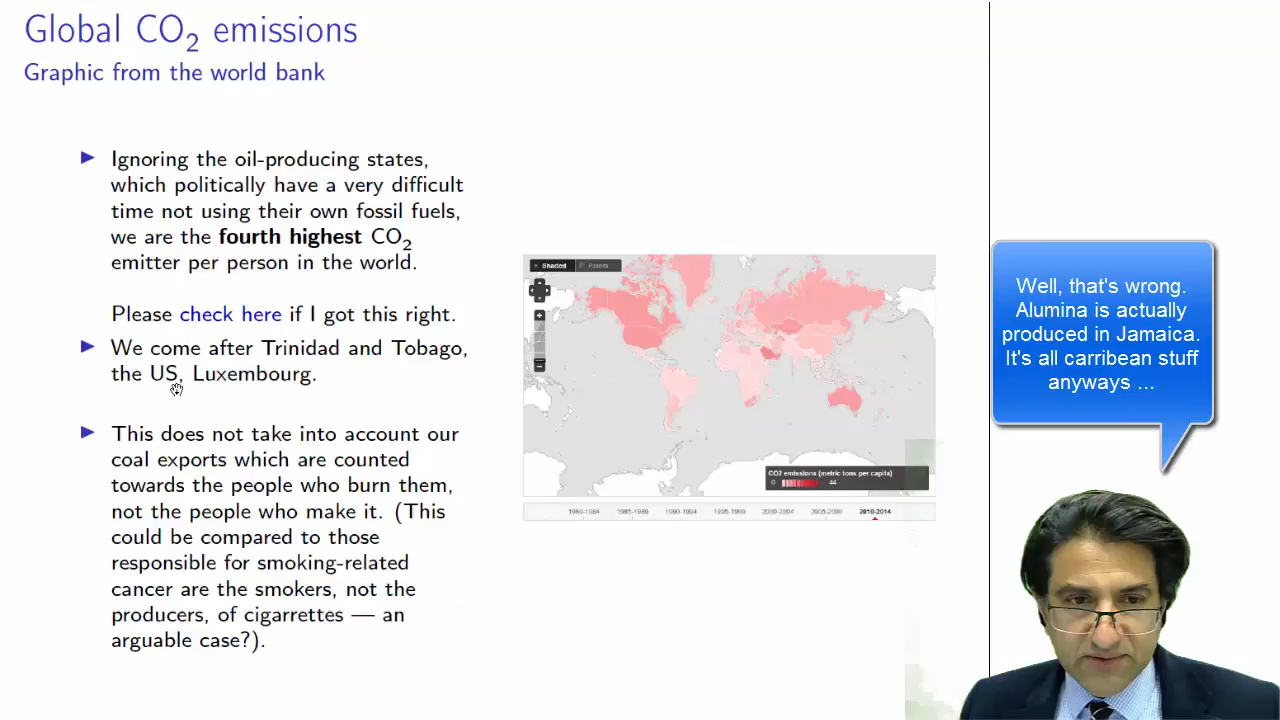 Global CO2 emissions
Graphic from the world bank
Ignoring the oil-producing states,
which politically have a very difficult
time not using their own fossil fuels,
we are the fourth highest CO2
emitter per person in the world.
Please check here if I got this right.
We come after Trinidad and Tobago,
the US, Luxembourg.
This does not take into account our
coal exports which are counted
towards the people who burn them,
not the people who make it. (This
could be compared to those
responsible for smoking-related
cancer are the smokers, not the
producers, of cigarrettes — an
arguable case?).
Shaded Points
CO2 emissions (metric tons per capita)
0 44
1980-1984 1985-1989 1990-1994 1995-1999 2000-2004 2005-2009 2010-2014
Well, that's wrong.
Alumina is actually
produced in Jamaica.
It's all carribean stuff
anyways ...